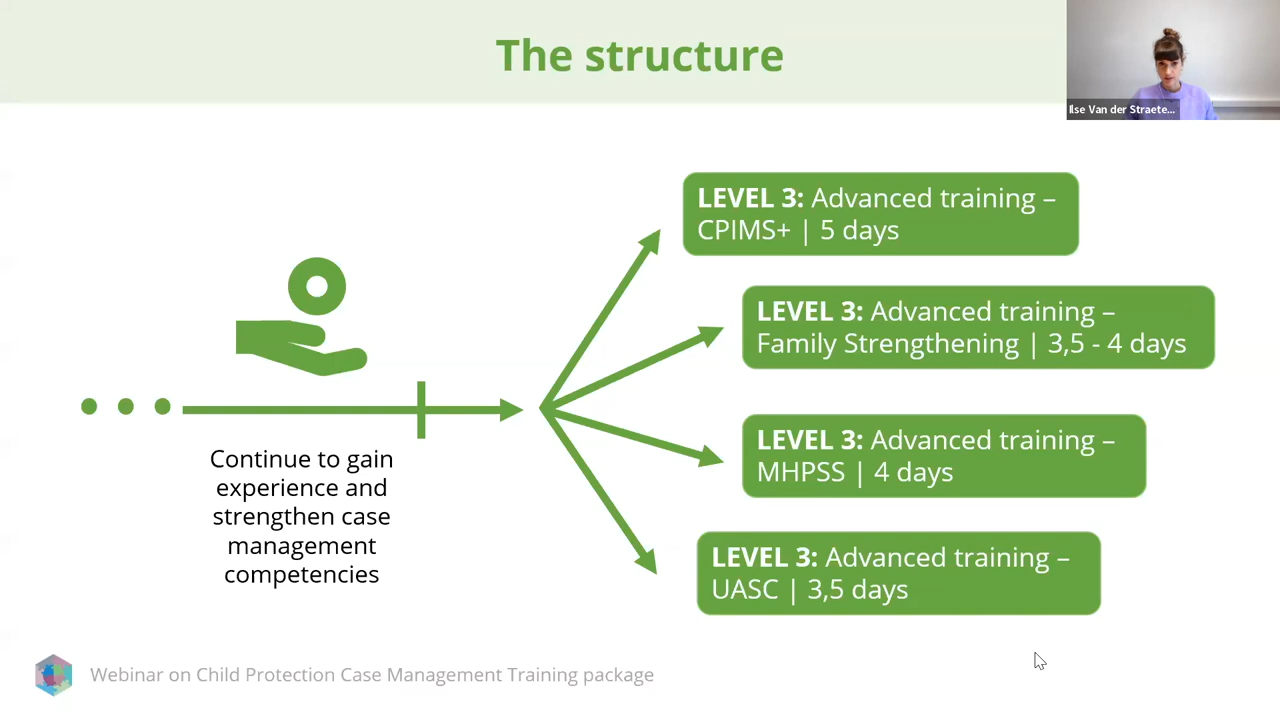 The structure
Ilse Van der Straete...
LEVEL 3: Advanced training –
CPIMS+ | 5 days
LEVEL 3: Advanced training –
Family Strengthening | 3,5 - 4 days
LEVEL 3: Advanced training –
MHPSS | 4 days
LEVEL 3: Advanced training –
UASC | 3,5 days
Continue to gain
experience and
strengthen case
management
competencies
Webinar on Child Protection Case Management Training package